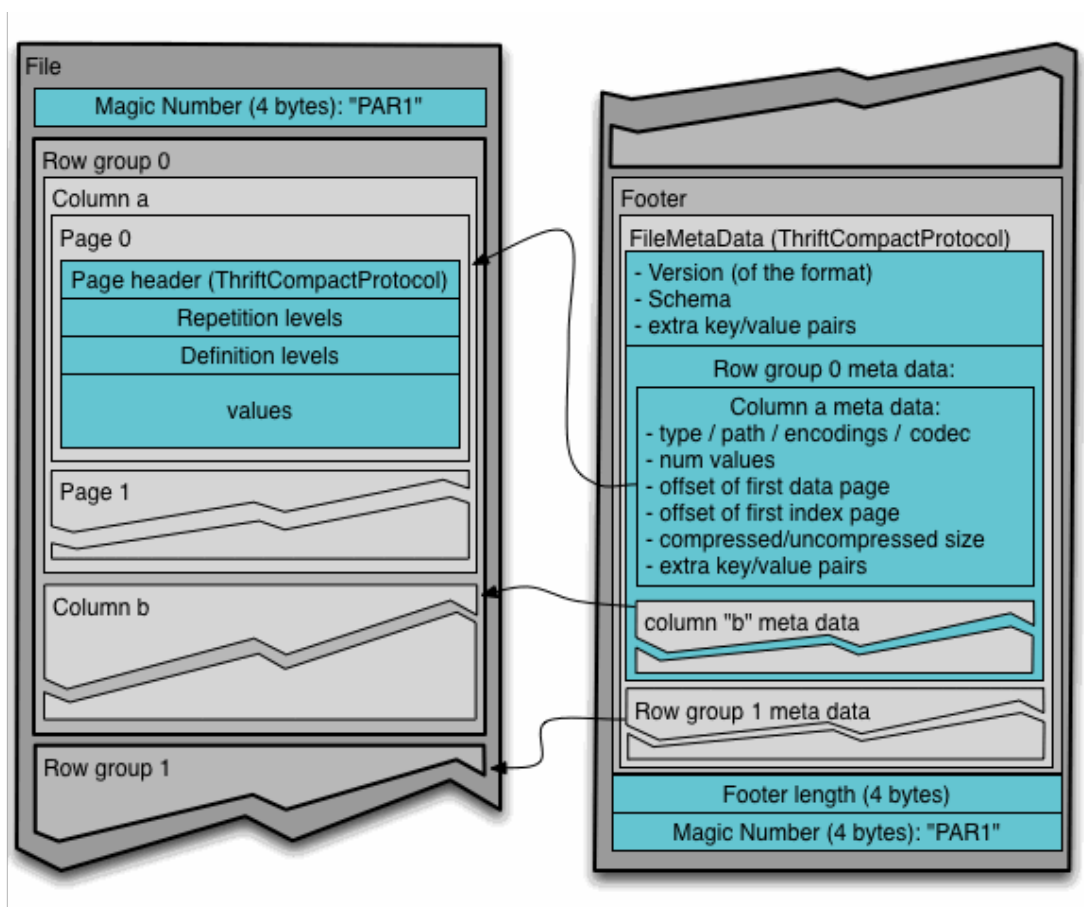 File
Magic Number (4 bytes): "PAR1"
Row group 0
Column a
Page 0
Page header (ThriftCompactProtocol)
Repetition levels
Definition levels
values
Page 1
Column b
Row group 1
Footer
FileMetaData (ThriftCompactProtocol)
- Version (of the format)
- Schema
- extra key/value pairs
Row group 0 meta data:
Column a meta data:
- type / path / encodings / codec
- num values
- offset of first data page
- offset of first index page
- compressed/uncompressed size
- extra key/value pairs
column "b" meta data
Row group 1 meta data
Footer length (4 bytes)
Magic Number (4 bytes): "PAR1"